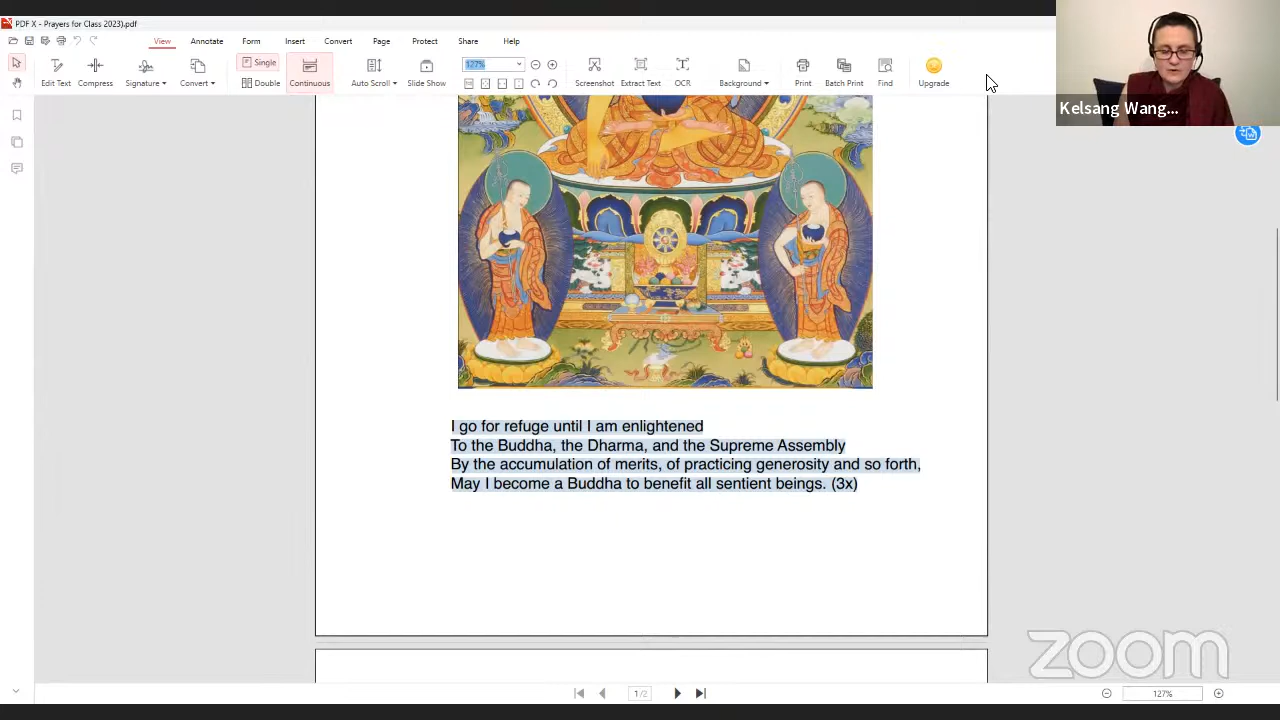 PDF X - Prayers for Class 2023).pdf
View Annotate Form Insert Convert Page Protect Share Help
Edit Text Compress Signature Convert Single Double Continuous Auto Scroll Slide Show 127% Screenshot Extract Text OCR Background Print Batch Print Find Upgrade
Kelsang Wang...
I go for refuge until I am enlightened
To the Buddha, the Dharma, and the Supreme Assembly
By the accumulation of merits, of practicing generosity and so forth,
May I become a Buddha to benefit all sentient beings. (3x)
zoom
1/2
127%